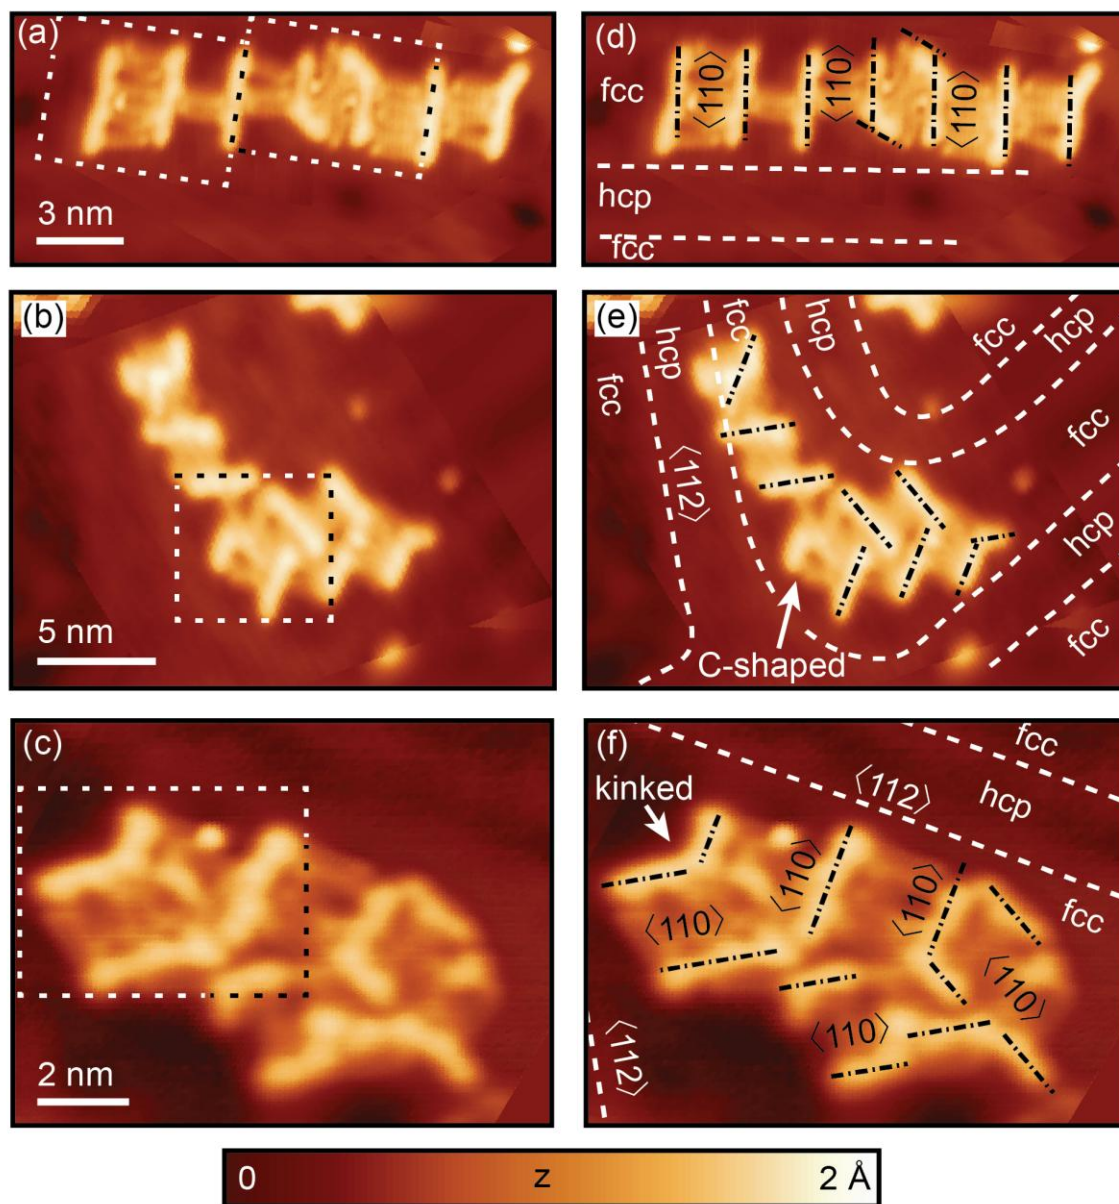 (a)
3 nm
(d)
fcc
⟨110⟩
⟨110⟩
⟨110⟩
hcp
fcc
(b)
5 nm
(e)
fcc
hcp
fcc
hcp
fcc
hcp
fcc
hcp
fcc
⟨112⟩
C-shaped
(c)
2 nm
(f)
kinked
⟨112⟩
fcc
hcp
fcc
⟨110⟩
⟨110⟩
⟨110⟩
⟨110⟩
⟨110⟩
⟨112⟩
0 z 2 Å